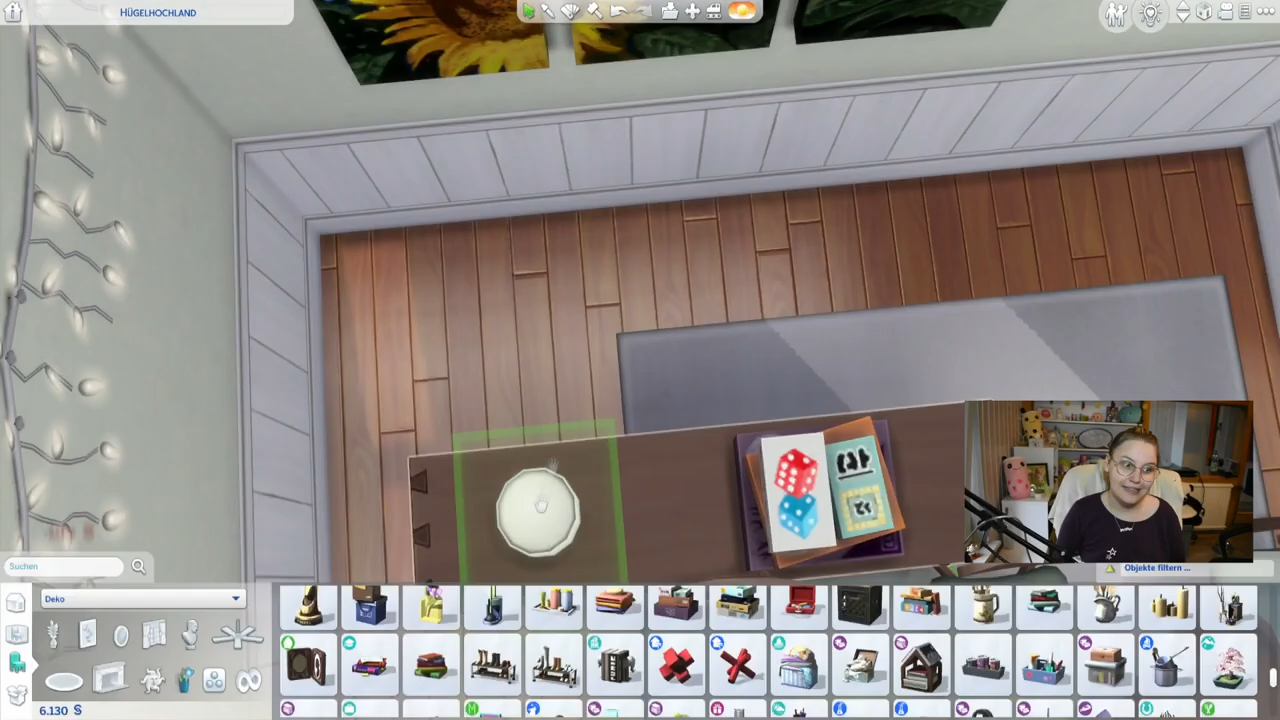 HÜGELHOCHLAND
Suchen
Objekte filtern ...
Deko
6.130 $